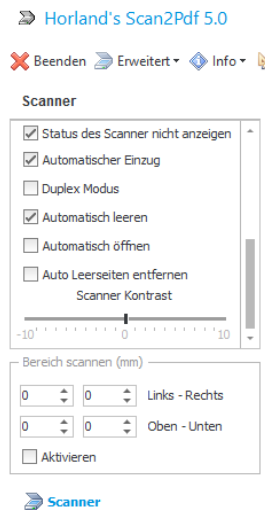 Horland's Scan2Pdf 5.0
Beenden Erweitert Info
Scanner
Status des Scanner nicht anzeigen
Automatischer Einzug
Duplex Modus
Automatisch leeren
Automatisch öffnen
Auto Leerseiten entfernen
Scanner Kontrast
-10 0 10
Bereich scannen (mm)
0 0 Links - Rechts
0 0 Oben - Unten
Aktivieren
Scanner